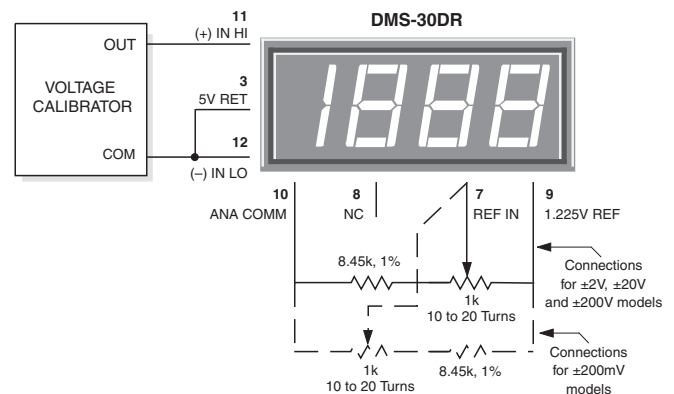 DMS-30DR
11
(+) IN HI
OUT
VOLTAGE
CALIBRATOR
3
5V RET
COM
12
(–) IN LO
1888
10
ANA COMM
8
NC
7
REF IN
9
1.225V REF
8.45k, 1%
1k
10 to 20 Turns
Connections
for ±2V, ±20V
and ±200V models
1k
10 to 20 Turns
8.45k, 1%
Connections
for ±200mV
models